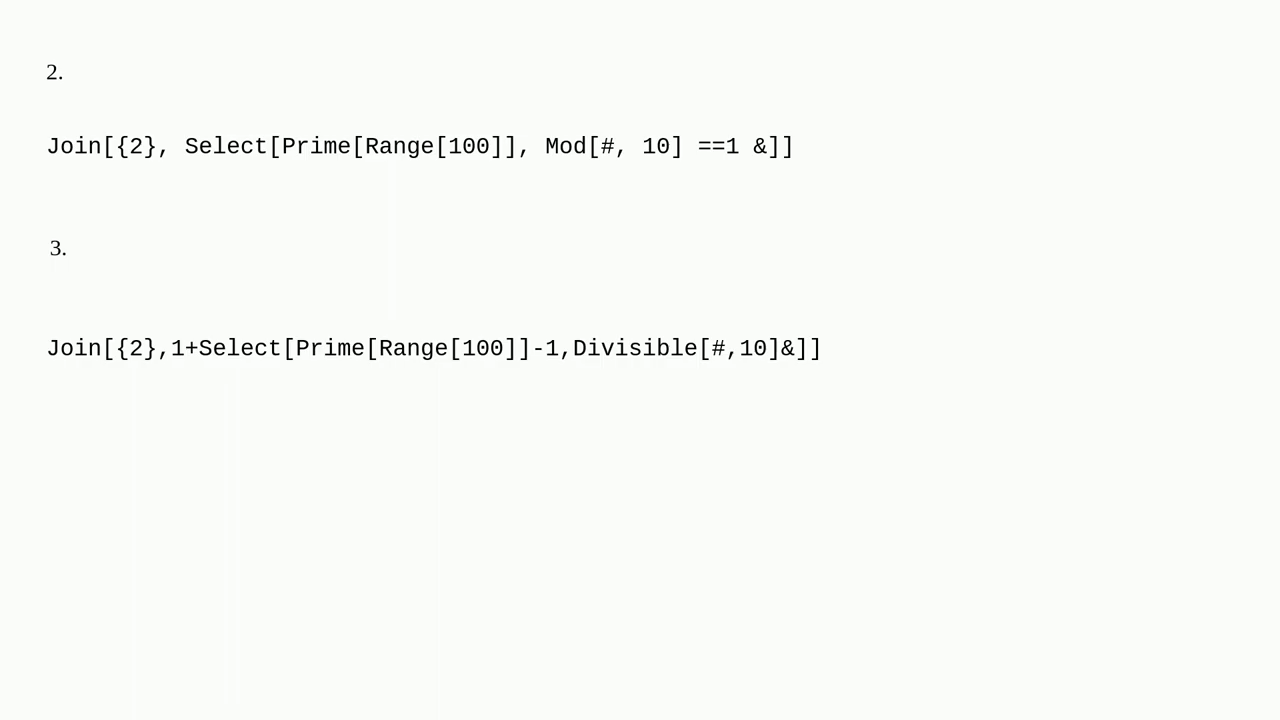 2.
Join[{2}, Select[Prime[Range[100]], Mod[#, 10] ==1 &]]
3.
Join[{2},1+Select[Prime[Range[100]]-1,Divisible[#,10]&]]